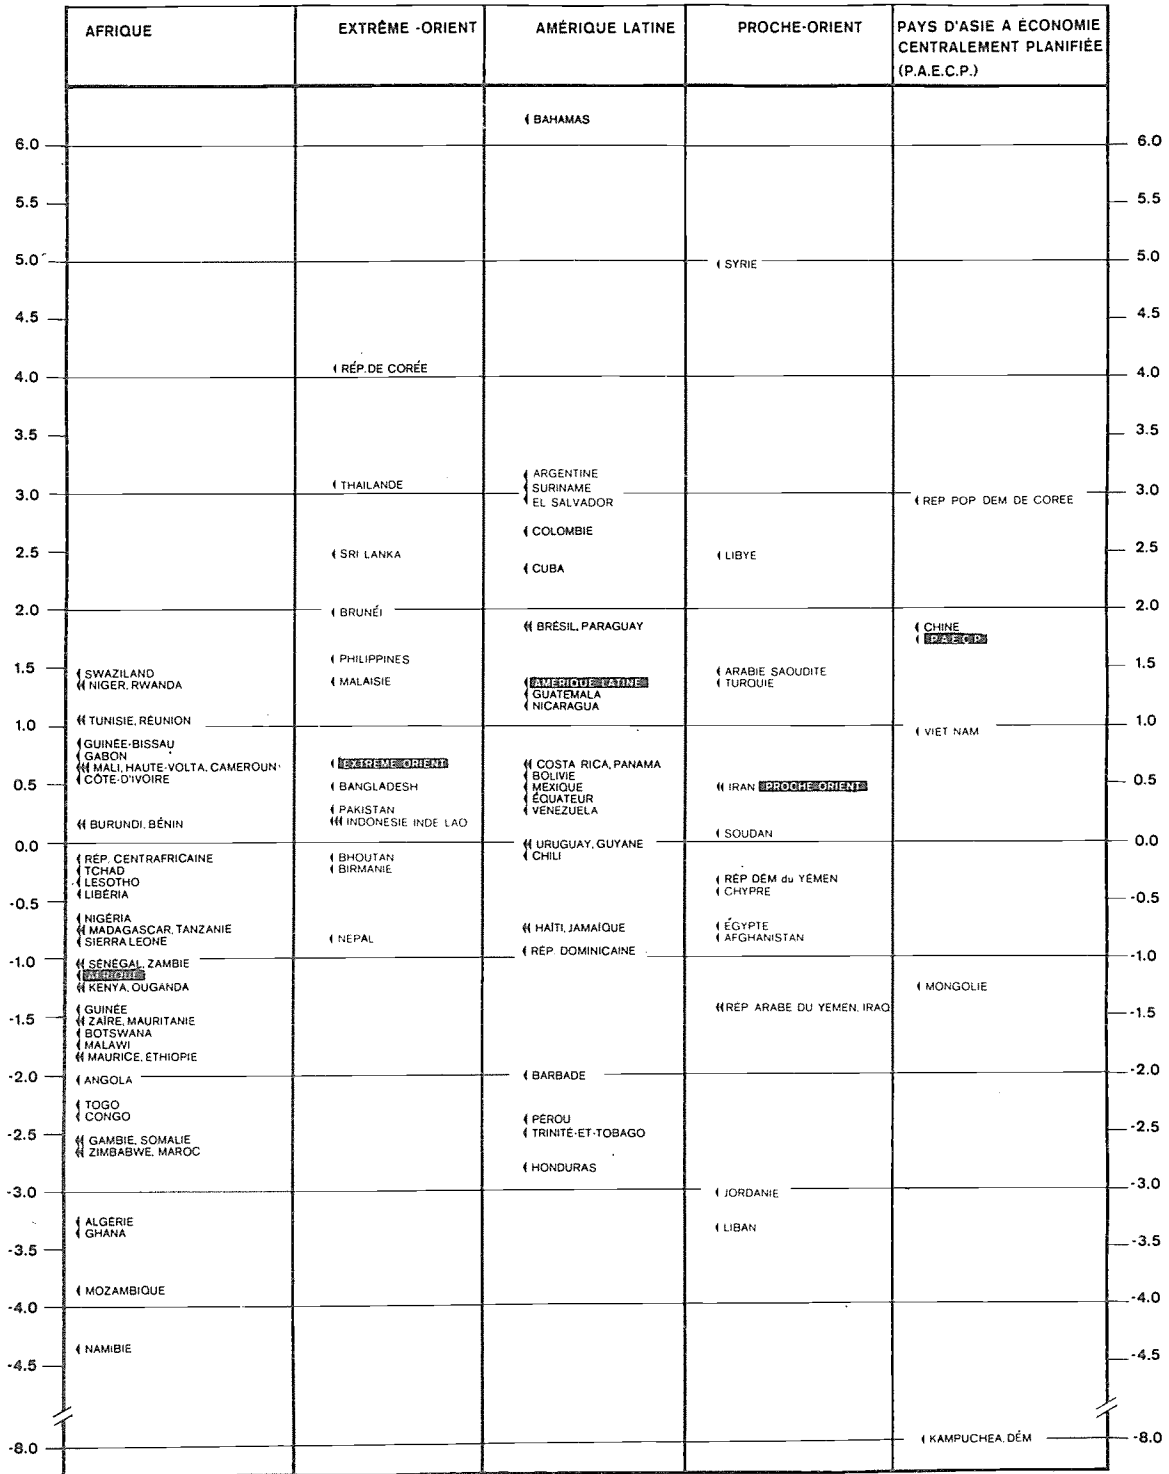 AFRIQUE
EXTRÊME -ORIENT
AMÉRIQUE LATINE
PROCHE-ORIENT
PAYS D'ASIE A ÉCONOMIE
CENTRALEMENT PLANIFIÉE
(P.A.E.C.P.)
6.0
5.5
5.0
4.5
4.0
3.5
3.0
2.5
2.0
1.5
1.0
0.5
0.0
-0.5
-1.0
-1.5
-2.0
-2.5
-3.0
-3.5
-4.0
-4.5
-8.0
SWAZILAND
NIGER, RWANDA
TUNISIE, RÉUNION
GUINÉE-BISSAU
GABON
MALI, HAUTE-VOLTA, CAMEROUN
CÔTE-D'IVOIRE
BURUNDI, BÉNIN
RÉP. CENTRAFRICAINE
TCHAD
LESOTHO
LIBÉRIA
NIGÉRIA
MADAGASCAR, TANZANIE
SIERRA LEONE
SÉNÉGAL, ZAMBIE
AFRIQUE
KENYA, OUGANDA
GUINÉE
ZAÏRE, MAURITANIE
BOTSWANA
MALAWI
MAURICE, ÉTHIOPIE
ANGOLA
TOGO
CONGO
GAMBIE, SOMALIE
ZIMBABWE, MAROC
ALGÉRIE
GHANA
MOZAMBIQUE
NAMIBIE
RÉP. DE CORÉE
THAILANDE
SRI LANKA
BRUNÉI
PHILIPPINES
MALAISIE
EXTRÊME ORIENT
BANGLADESH
PAKISTAN
INDONÉSIE INDE LAO
BHOUTAN
BIRMANIE
NEPAL
BAHAMAS
ARGENTINE
SURINAME
EL SALVADOR
COLOMBIE
CUBA
BRÉSIL, PARAGUAY
AMÉRIQUE LATINE
GUATEMALA
NICARAGUA
COSTA RICA, PANAMA
BOLIVIE
MEXIQUE
ÉQUATEUR
VENEZUELA
URUGUAY, GUYANE
CHILI
HAÏTI, JAMAÏQUE
RÉP. DOMINICAINE
BARBADE
PÉROU
TRINITÉ-ET-TOBAGO
HONDURAS
SYRIE
LIBYE
ARABIE SAOUDITE
TURQUIE
IRAN PROCHE-ORIENT
SOUDAN
RÉP DÉM du YÉMEN
CHYPRE
ÉGYPTE
AFGHANISTAN
RÉP ARABE DU YEMEN, IRAQ
JORDANIE
LIBAN
REP POP DEM DE COREE
CHINE
P.A.E.C.P.
VIET NAM
MONGOLIE
KAMPUCHEA, DÉM
6.0
5.5
5.0
4.5
4.0
3.5
3.0
2.5
2.0
1.5
1.0
0.5
0.0
-0.5
-1.0
-1.5
-2.0
-2.5
-3.0
-3.5
-4.0
-4.5
-8.0